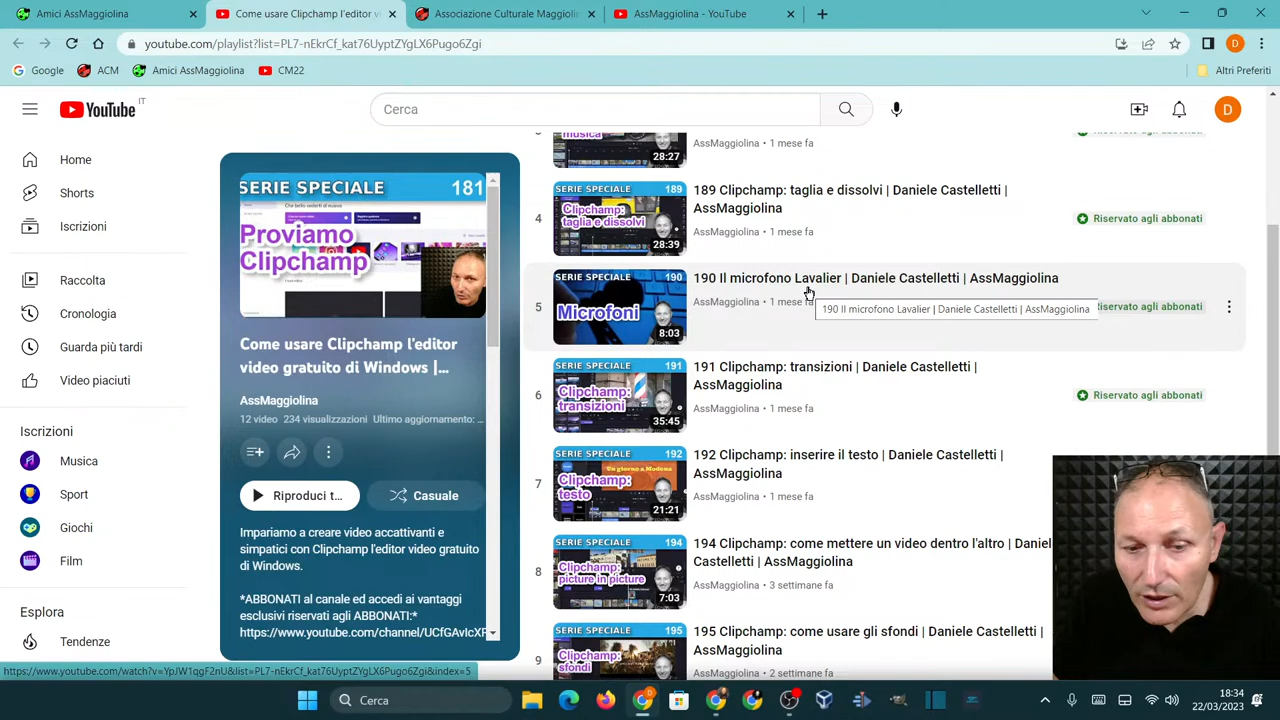 Amici AssMaggiolina
Come usare Clipchamp l'editor vi
Associazione Culturale Maggiolin
AssMaggiolina - YouTube
youtube.com/playlist?list=PL7-nEkrCf_kat76UyptZYgLX6Pugo6Zgi
Google
ACM
Amici AssMaggiolina
CM22
Altri Preferiti
YouTube IT
Cerca
D
Home
Shorts
Iscrizioni
Raccolta
Cronologia
Guarda più tardi
Video piaciuti
Iscrizioni
Musica
Sport
Giochi
Film
Esplora
Tendenze
SERIE SPECIALE 181
Proviamo
Clipchamp
Come usare Clipchamp l'editor
video gratuito di Windows |...
AssMaggiolina
12 video 234 visualizzazioni Ultimo aggiornamento: ...
Riproduci t...
Casuale
Impariamo a creare video accattivanti e
simpatici con Clipchamp l'editor video gratuito
di Windows.
*ABBONATI al canale ed accedi ai vantaggi
esclusivi riservati agli ABBONATI:*
musica
28:27
AssMaggiolina • 1 mese fa
4
SERIE SPECIALE 189
Clipchamp:
taglia e dissolvi
28:39
189 Clipchamp: taglia e dissolvi | Daniele Castelletti |
AssMaggiolina
AssMaggiolina • 1 mese fa
Riservato agli abbonati
5
SERIE SPECIALE 190
Microfoni
8:03
190 Il microfono Lavalier | Daniele Castelletti | AssMaggiolina
AssMaggiolina • 1 mese fa
190 Il microfono Lavalier | Daniele Castelletti | AssMaggiolina
Riservato agli abbonati
6
SERIE SPECIALE 191
Clipchamp:
transizioni
35:45
191 Clipchamp: transizioni | Daniele Castelletti |
AssMaggiolina
AssMaggiolina • 1 mese fa
Riservato agli abbonati
7
SERIE SPECIALE 192
Un giorno a Modena
Clipchamp:
testo
21:21
192 Clipchamp: inserire il testo | Daniele Castelletti |
AssMaggiolina
AssMaggiolina • 1 mese fa
8
SERIE SPECIALE 194
Clipchamp:
picture in picture
7:03
194 Clipchamp: come mettere un video dentro l'altro | Daniel
Castelletti | AssMaggiolina
AssMaggiolina • 3 settimane fa
9
SERIE SPECIALE 195
Clipchamp:
sfondi
195 Clipchamp: come usare gli sfondi | Daniele Castelletti |
AssMaggiolina
AssMaggiolina • 2 settimane fa
https://www.youtube.com/watch?v=YpJW1qgF2nU&list=PL7-nEkrCf_kat76UyptZYgLX6Pugo6Zgi&index=5
Cerca
18:34
22/03/2023